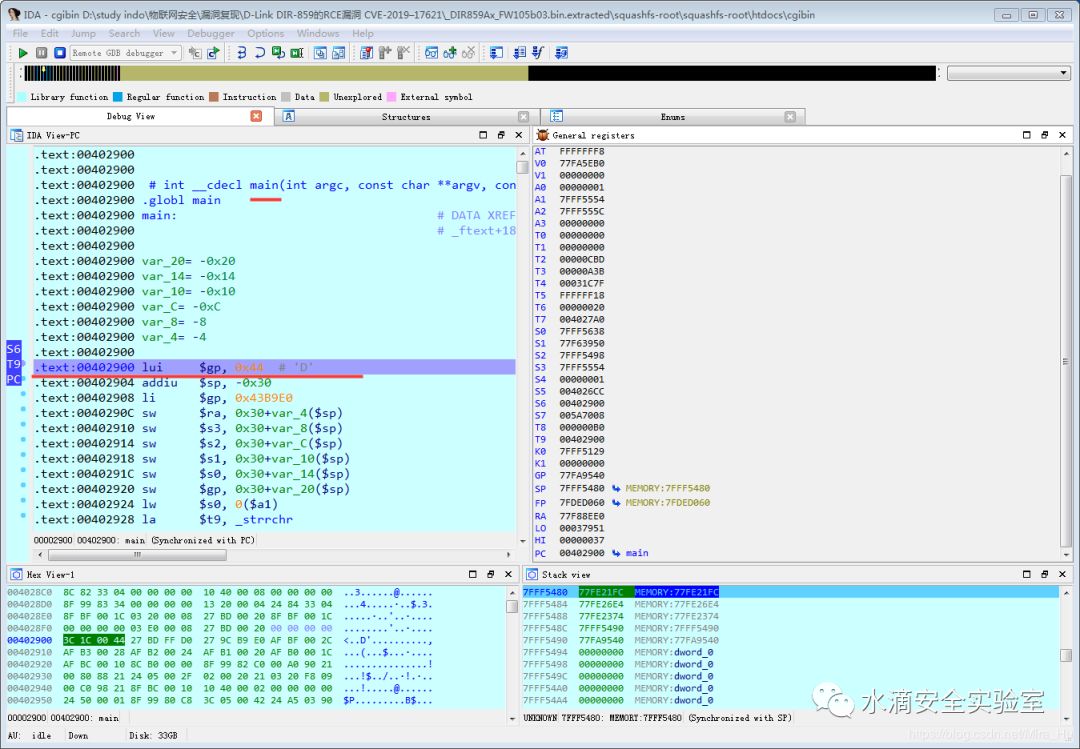 IDA - cgibin D:\study indo\物联网安全\漏洞复现\D-Link DIR-859的RCE漏洞 CVE-2019–17621\_DIR859Ax_FW105b03.bin.extracted\squashfs-root\squashfs-root\htdocs\cgibin
File Edit Jump Search View Debugger Options Windows Help
Remote GDB debugger
Library function Regular function Instruction Data Unexplored External symbol
Debug View Structures Enums
IDA View-PC
.text:00402900
.text:00402900
.text:00402900 # int __cdecl main(int argc, const char **argv, con
.text:00402900 .globl main
.text:00402900 main: # DATA XREF
.text:00402900 # _ftext+18
.text:00402900
.text:00402900 var_20= -0x20
.text:00402900 var_14= -0x14
.text:00402900 var_10= -0x10
.text:00402900 var_C= -0xC
.text:00402900 var_8= -8
.text:00402900 var_4= -4
.text:00402900
S6
T9
PC
.text:00402900 lui $gp, 0x44 # 'D'
.text:00402904 addiu $sp, -0x30
.text:00402908 li $gp, 0x43B9E0
.text:0040290C sw $ra, 0x30+var_4($sp)
.text:00402910 sw $s3, 0x30+var_8($sp)
.text:00402914 sw $s2, 0x30+var_C($sp)
.text:00402918 sw $s1, 0x30+var_10($sp)
.text:0040291C sw $s0, 0x30+var_14($sp)
.text:00402920 sw $gp, 0x30+var_20($sp)
.text:00402924 lw $s0, 0($a1)
.text:00402928 la $t9, _strrchr
00002900 00402900: main (Synchronized with PC)
General registers
AT FFFFFFF8
V0 77FA5EB0
V1 00000000
A0 00000001
A1 7FFF5554
A2 7FFF555C
A3 00000000
T0 00000000
T1 00000000
T2 00000CBD
T3 00000A3B
T4 00031C7F
T5 FFFFFF18
T6 00000020
T7 004027A0
S0 7FFF5638
S1 77F63950
S2 7FFF5498
S3 7FFF5554
S4 00000001
S5 004026CC
S6 00402900
S7 005A7008
T8 000000B0
T9 00402900
K0 7FFF5129
K1 00000000
GP 77FA9540
SP 7FFF5480 MEMORY:7FFF5480
FP 7FDED060 MEMORY:7FDED060
RA 77F88EE0
LO 00037951
HI 00000037
PC 00402900 main
Hex View-1
004028C0 8C 82 33 04 00 00 00 00 10 40 00 08 00 00 00 00 ..3......@......
004028D0 8F 99 83 34 00 00 00 00 13 20 00 04 24 84 33 04
004028E0 8F BF 00 1C 03 20 00 08 27 BD 00 20 8F BF 00 1C
004028F0 00 00 00 00 03 E0 00 08 27 BD 00 20 00 00 00 00
00402900 3C 1C 00 44 27 BD FF D0 27 9C B9 E0 AF BF 00 2C
00402910 AF B3 00 28 AF B2 00 24 AF B1 00 20 AF B0 00 1C
00402920 AF BC 00 10 8C B0 00 00 8F 99 82 C0 00 A0 90 21
00402930 00 80 88 21 24 05 00 2F 02 00 20 21 03 20 F8 09
00402940 00 C0 98 21 8F BC 00 10 10 40 00 02 00 00 00 00
00402950 24 50 00 01 8F 99 80 C8 3C 05 00 42 24 A5 03 90
00002900 00402900: main
Stack view
7FFF5480 77FE21FC MEMORY:77FE21FC
7FFF5484 77FE26E4 MEMORY:77FE26E4
7FFF5488 77FE2374 MEMORY:77FE2374
7FFF548C 7FFF5490 MEMORY:7FFF5490
7FFF5490 77FA9540 MEMORY:77FA9540
7FFF5494 00000000 MEMORY:dword_0
7FFF5498 00000000 MEMORY:dword_0
7FFF549C 00000000 MEMORY:dword_0
7FFF54A0 00000000 MEMORY:dword_0
7FFF54A4 00000000 MEMORY:dword_0
UNKNOWN 7FFF5480: MEMORY:7FFF5480 (Synchronized with SP)
水滴安全实验室
AU: idle Down Disk: 33GB